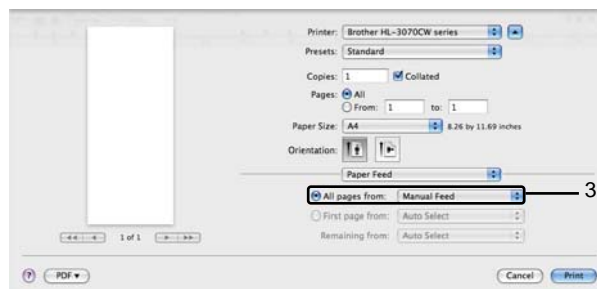 Printer: Brother HL-3070CW series
Presets: Standard
Copies: 1 Collated
Pages: All
From: 1 to: 1
Paper Size: A4 8.26 by 11.69 inches
Orientation:
Paper Feed
All pages from: Manual Feed 3
First page from: Auto Select
Remaining from: Auto Select
1 of 1
? PDF Cancel Print